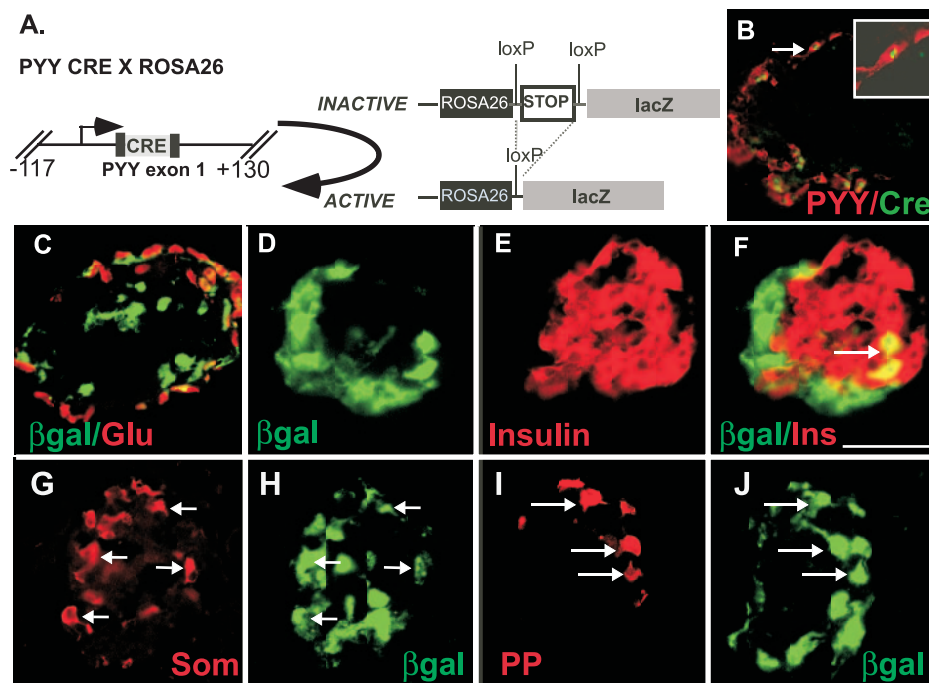 A.
PYY CRE X ROSA26
loxP loxP
INACTIVE ROSA26 STOP lacZ
CRE
-117 PYY exon 1 +130
loxP
ACTIVE ROSA26 lacZ
B
PYY/Cre
C
βgal/Glu
D
βgal
E
Insulin
F
βgal/Ins
G
Som
H
βgal
I
PP
J
βgal